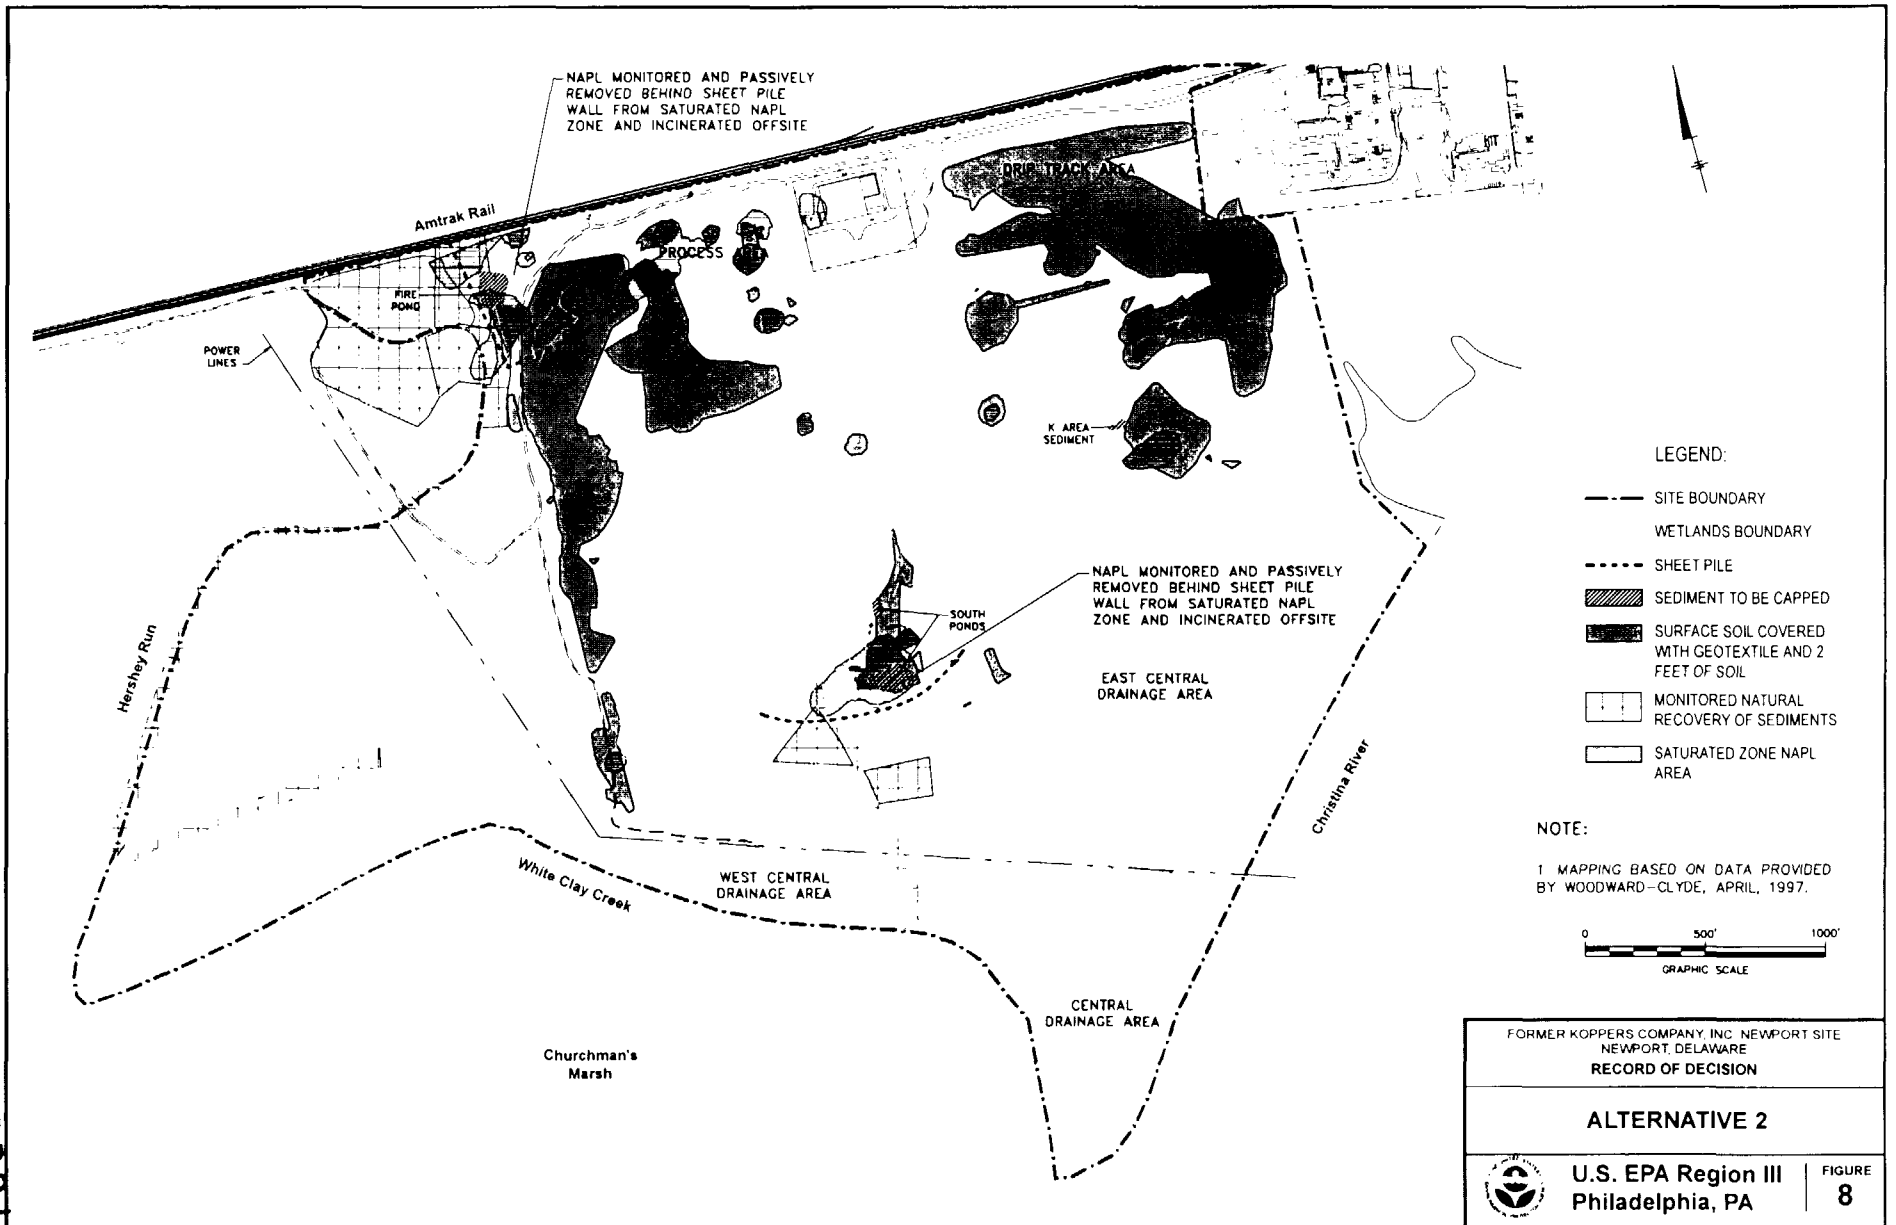 NAPL MONITORED AND PASSIVELY
REMOVED BEHIND SHEET PILE
WALL FROM SATURATED NAPL
ZONE AND INCINERATED OFFSITE
Amtrak Rail
DRIP TRACK AREA
PROCESS AREA
FIRE
POND
POWER
LINES
K AREA
SEDIMENT
NAPL MONITORED AND PASSIVELY
REMOVED BEHIND SHEET PILE
WALL FROM SATURATED NAPL
ZONE AND INCINERATED OFFSITE
SOUTH
PONDS
EAST CENTRAL
DRAINAGE AREA
Hershey Run
Christina River
White Clay Creek
WEST CENTRAL
DRAINAGE AREA
CENTRAL
DRAINAGE AREA
Churchman's
Marsh
LEGEND:
SITE BOUNDARY
WETLANDS BOUNDARY
SHEET PILE
SEDIMENT TO BE CAPPED
SURFACE SOIL COVERED
WITH GEOTEXTILE AND 2
FEET OF SOIL
MONITORED NATURAL
RECOVERY OF SEDIMENTS
SATURATED ZONE NAPL
AREA
NOTE:
1 MAPPING BASED ON DATA PROVIDED
BY WOODWARD-CLYDE, APRIL, 1997.
0 500' 1000'
GRAPHIC SCALE
FORMER KOPPERS COMPANY, INC NEWPORT SITE
NEWPORT, DELAWARE
RECORD OF DECISION
ALTERNATIVE 2
U.S. EPA Region III
Philadelphia, PA
FIGURE
8